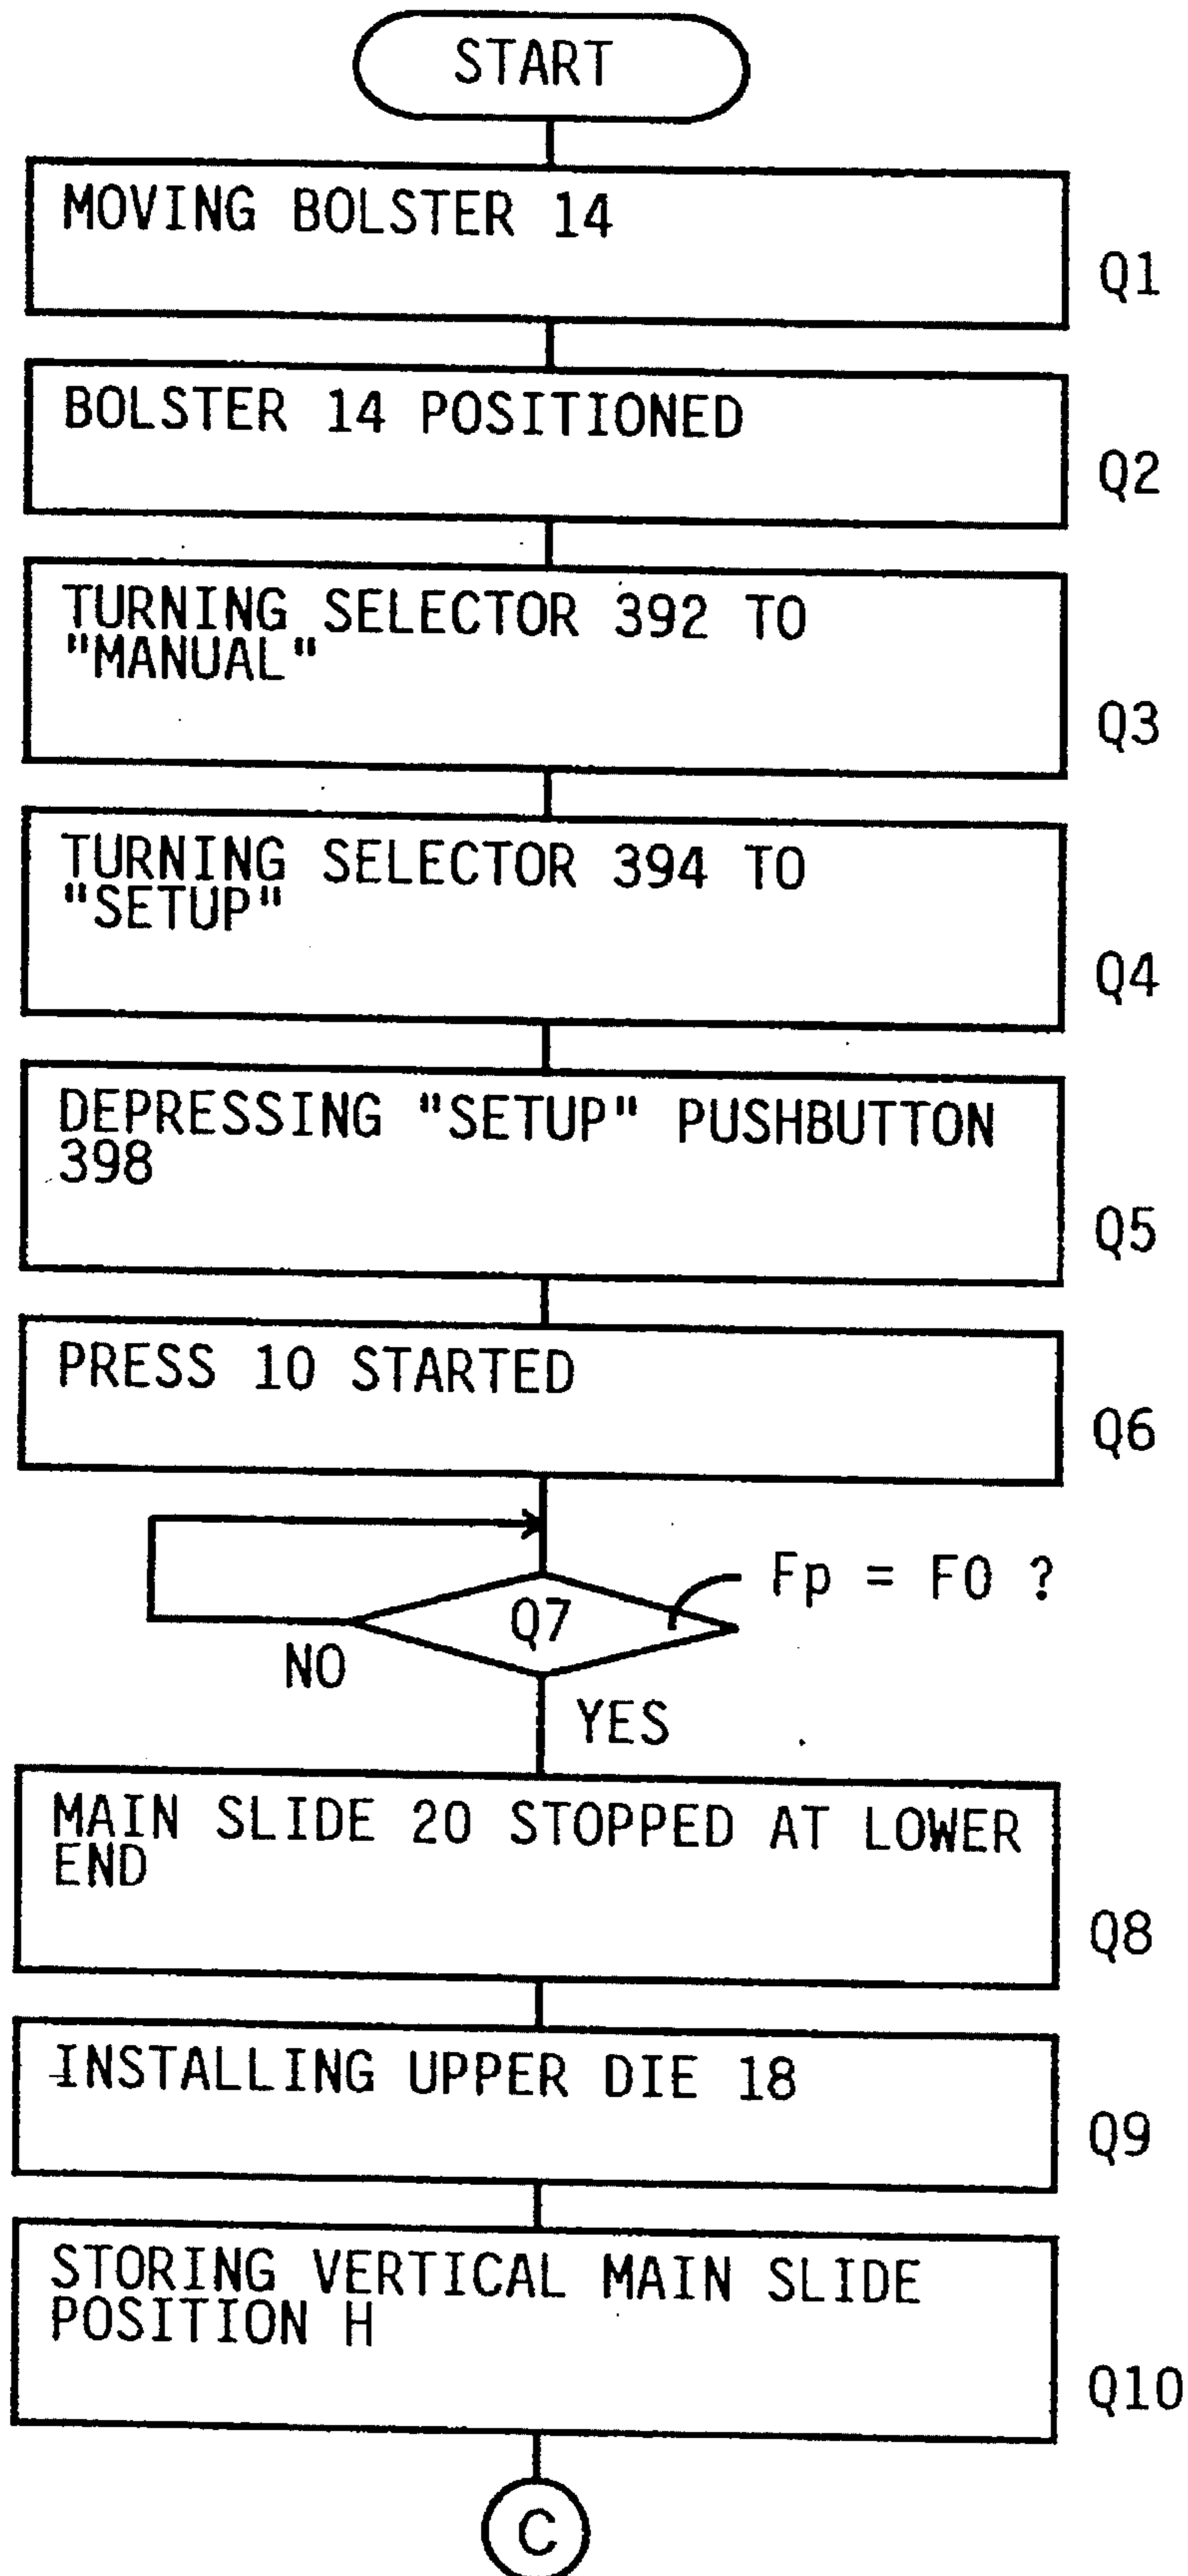 START
MOVING BOLSTER 14
Q1
BOLSTER 14 POSITIONED
Q2
TURNING SELECTOR 392 TO
"MANUAL"
Q3
TURNING SELECTOR 394 TO
"SETUP"
Q4
DEPRESSING "SETUP" PUSHBUTTON
398
Q5
PRESS 10 STARTED
Q6
Fp = F0 ?
Q7
NO
YES
MAIN SLIDE 20 STOPPED AT LOWER
END
Q8
INSTALLING UPPER DIE 18
Q9
STORING VERTICAL MAIN SLIDE
POSITION H
Q10
C